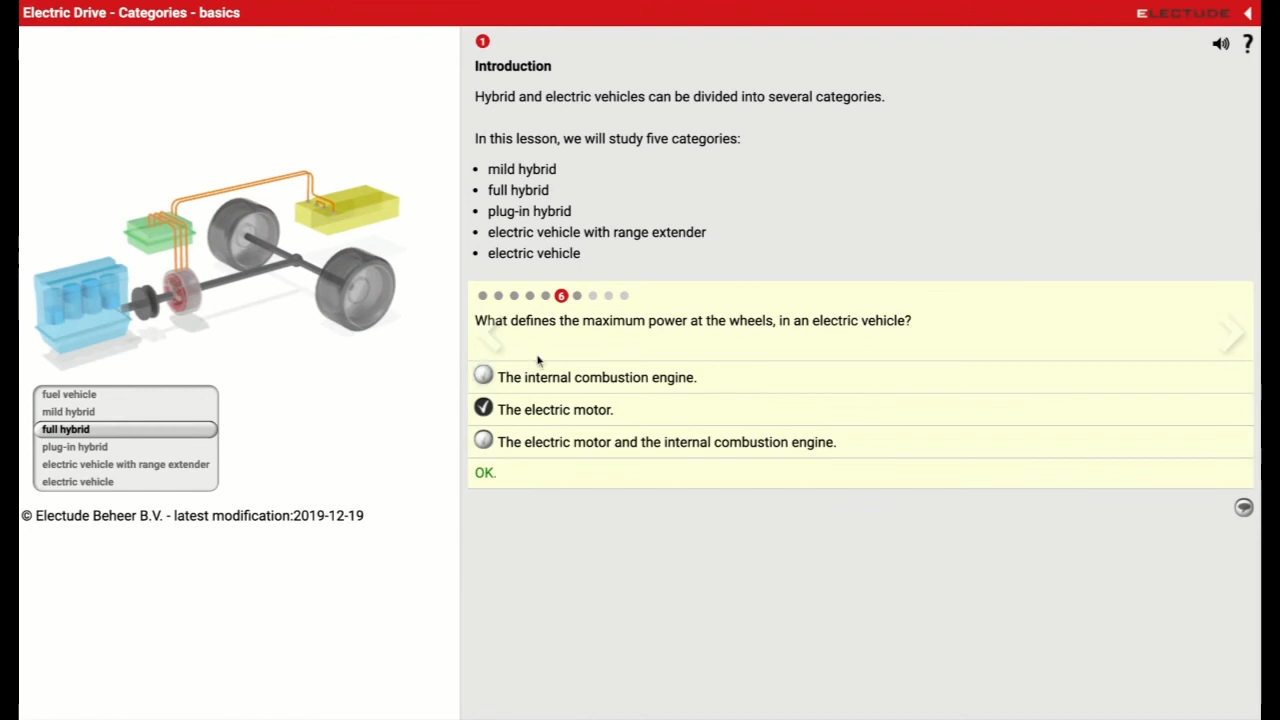 Electric Drive - Categories - basics
ELECTUDE
1
?
Introduction
Hybrid and electric vehicles can be divided into several categories.
In this lesson, we will study five categories:
• mild hybrid
• full hybrid
• plug-in hybrid
• electric vehicle with range extender
• electric vehicle
6
What defines the maximum power at the wheels, in an electric vehicle?
The internal combustion engine.
The electric motor.
The electric motor and the internal combustion engine.
OK.
fuel vehicle
mild hybrid
full hybrid
plug-in hybrid
electric vehicle with range extender
electric vehicle
© Electude Beheer B.V. - latest modification:2019-12-19